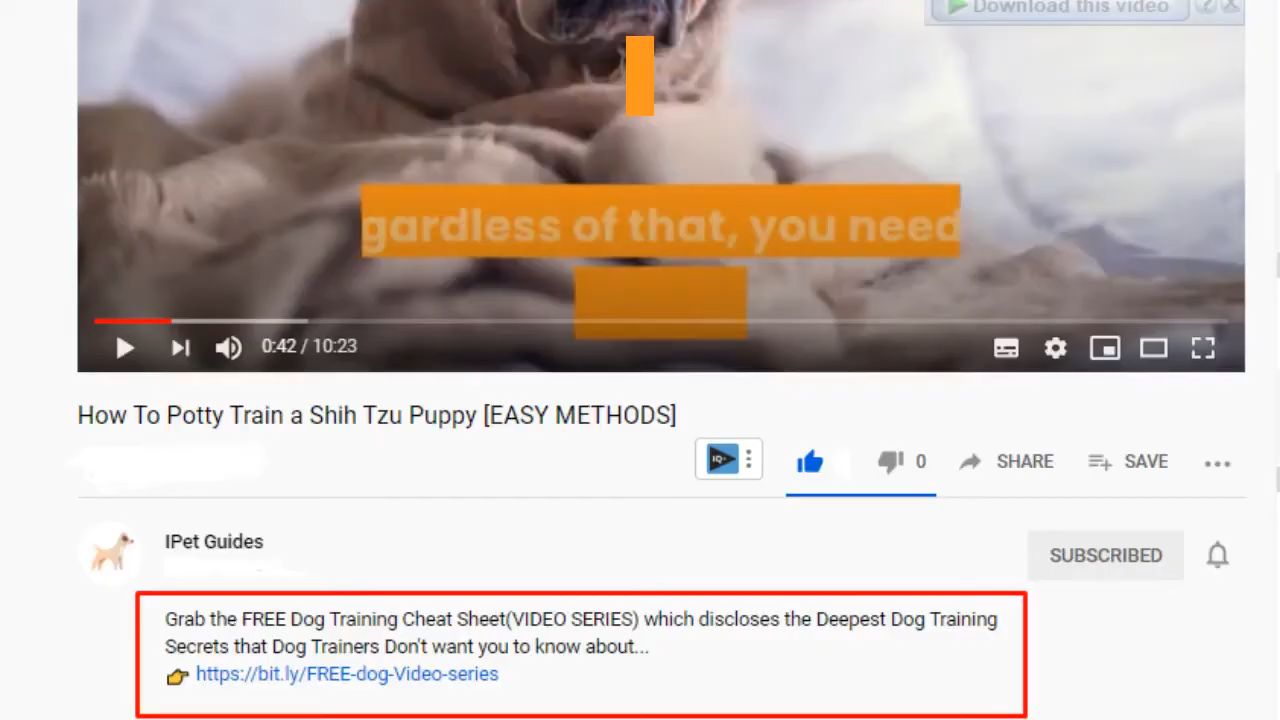 Download this video
gardless of that, you need
0:42 / 10:23
How To Potty Train a Shih Tzu Puppy [EASY METHODS]
IQ
0
SHARE
SAVE
IPet Guides
SUBSCRIBED
Grab the FREE Dog Training Cheat Sheet(VIDEO SERIES) which discloses the Deepest Dog Training
Secrets that Dog Trainers Don't want you to know about...
https://bit.ly/FREE-dog-Video-series